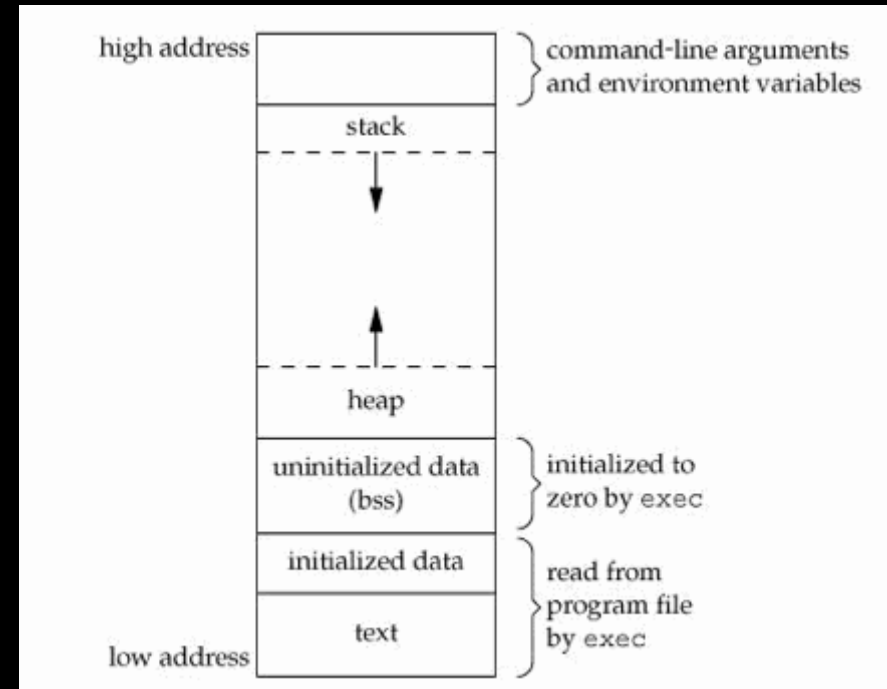 high address
command-line arguments
and environment variables
stack
heap
uninitialized data
(bss)
initialized to
zero by exec
initialized data
read from
program file
by exec
text
low address